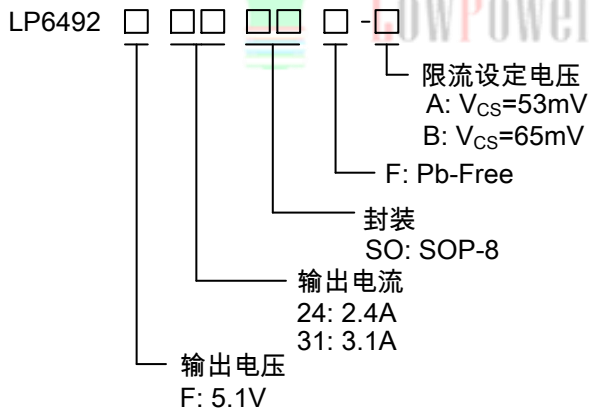 LP6492 □ □□ □□ □ -□
LowPower
限流设定电压
A: VCS=53mV
B: VCS=65mV
F: Pb-Free
封装
SO: SOP-8
输出电流
24: 2.4A
31: 3.1A
输出电压
F: 5.1V